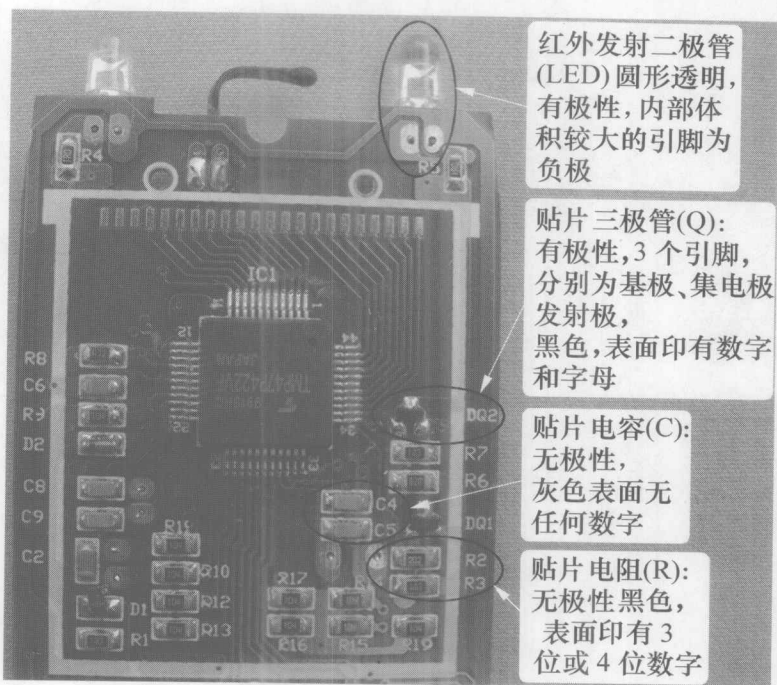 红外发射二极管
(LED)圆形透明,
有极性,内部体
积较大的引脚为
负极
贴片三极管(Q):
有极性,3个引脚,
分别为基极、集电极
发射极,
黑色,表面印有数字
和字母
贴片电容(C):
无极性,
灰色表面无
任何数字
贴片电阻(R):
无极性黑色,
表面印有3
位或4位数字
R4
IC1
14
1
12
44
22
R8
C6
R9
D2
C8
C9
C2
D1
R1
R10
R12
R13
R17
R16
R15
R19
C4
C5
DQ2
R7
R6
DQ1
R2
R3